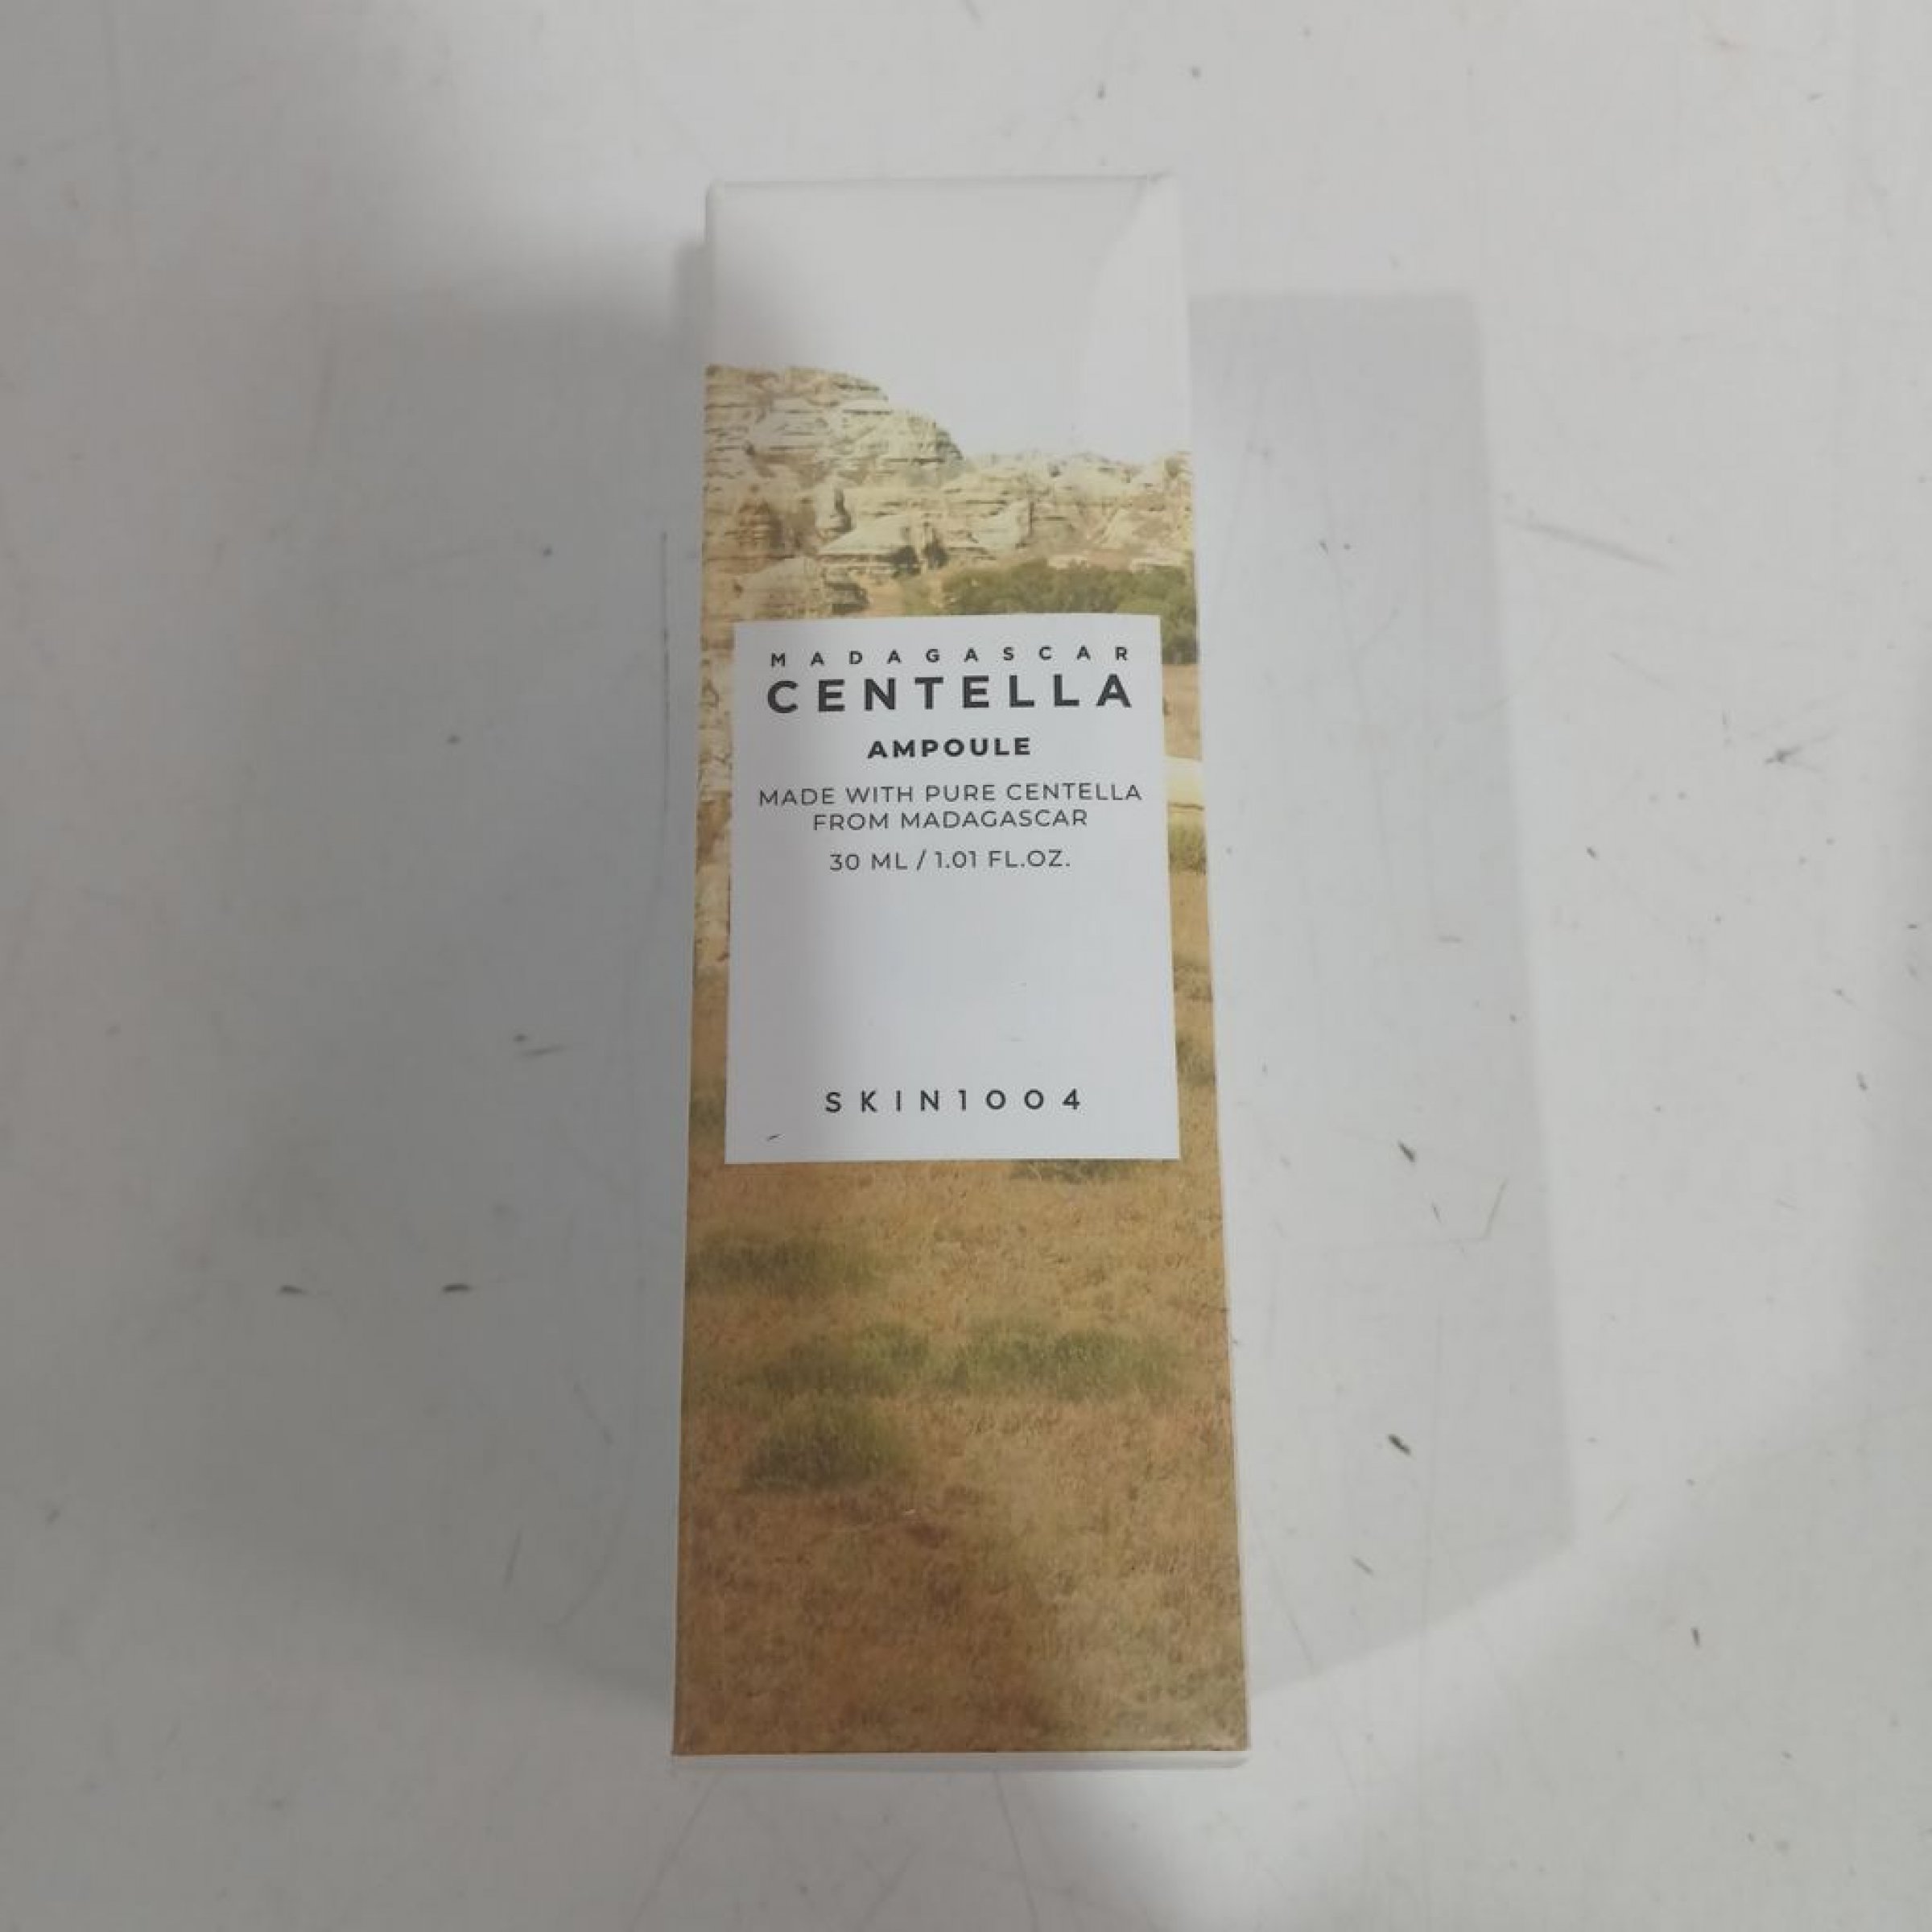 MADAGASCAR
CENTELLA
AMPOULE
MADE WITH PURE CENTELLA
FROM MADAGASCAR
30 ML / 1.01 FL.OZ.
SKIN1004